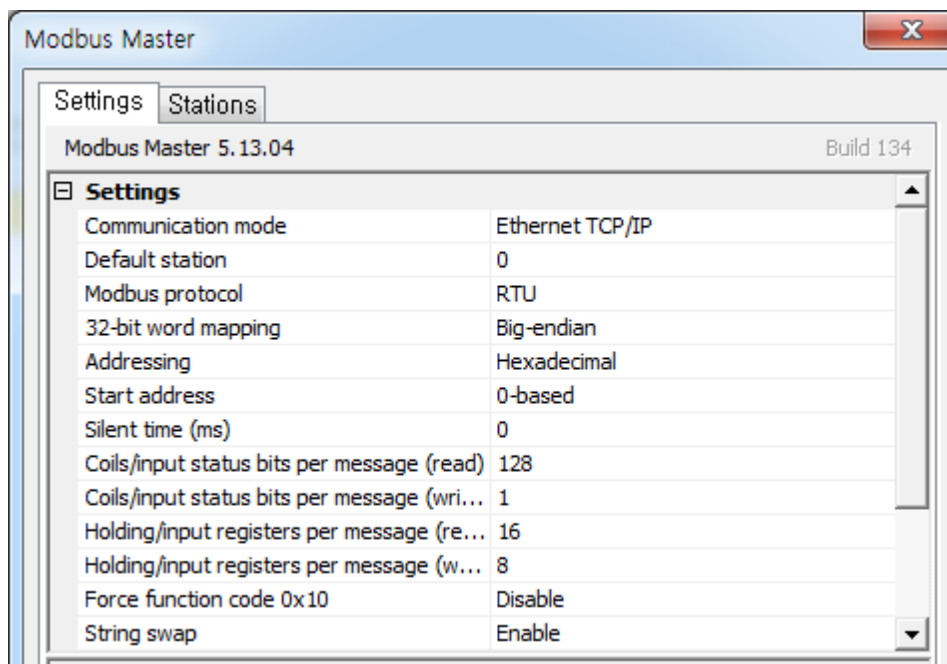 Modbus Master
Settings Stations
Modbus Master 5.13.04 Build 134
Settings
Communication mode Ethernet TCP/IP
Default station 0
Modbus protocol RTU
32-bit word mapping Big-endian
Addressing Hexadecimal
Start address 0-based
Silent time (ms) 0
Coils/input status bits per message (read) 128
Coils/input status bits per message (wri... 1
Holding/input registers per message (re... 16
Holding/input registers per message (w... 8
Force function code 0x10 Disable
String swap Enable